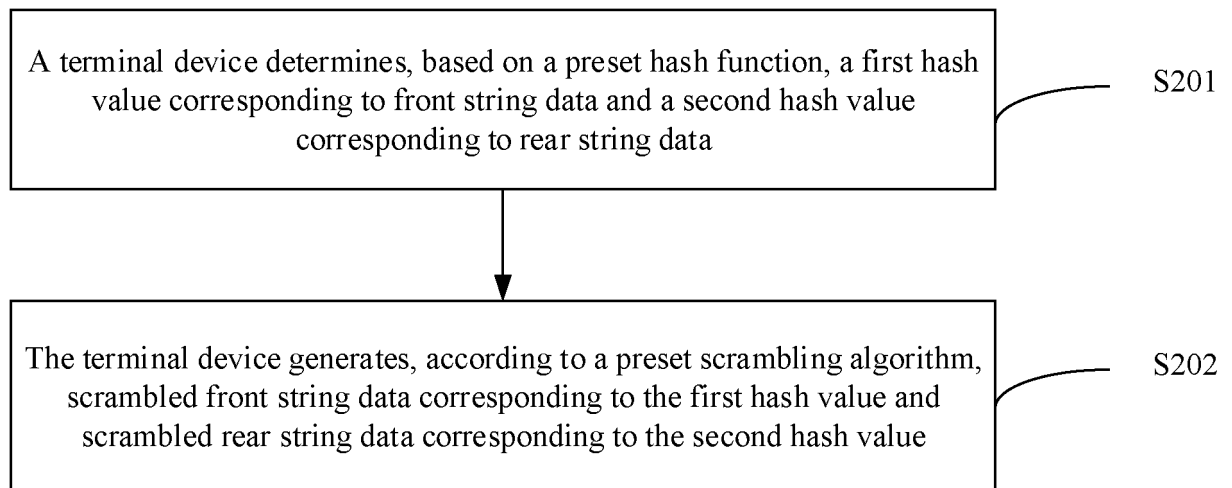 A terminal device determines, based on a preset hash function, a first hash
value corresponding to front string data and a second hash value
corresponding to rear string data
S201
The terminal device generates, according to a preset scrambling algorithm,
scrambled front string data corresponding to the first hash value and
scrambled rear string data corresponding to the second hash value
S202